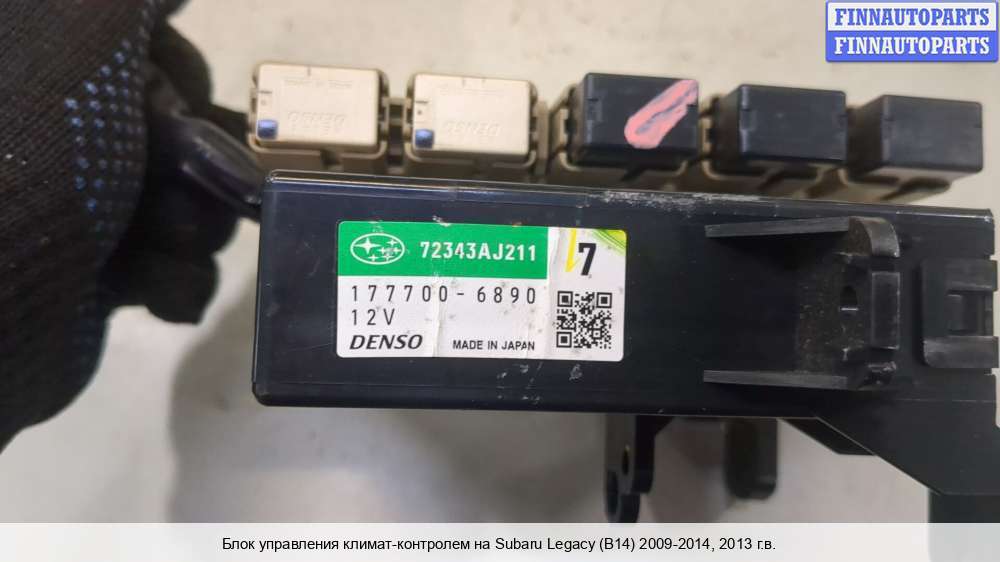 FINNAUTOPARTS
FINNAUTOPARTS
DENSO
DENSO
72343AJ211
7
177700-6890
12V
DENSO MADE IN JAPAN
Блок управления климат-контролем на Subaru Legacy (B14) 2009-2014, 2013 г.в.